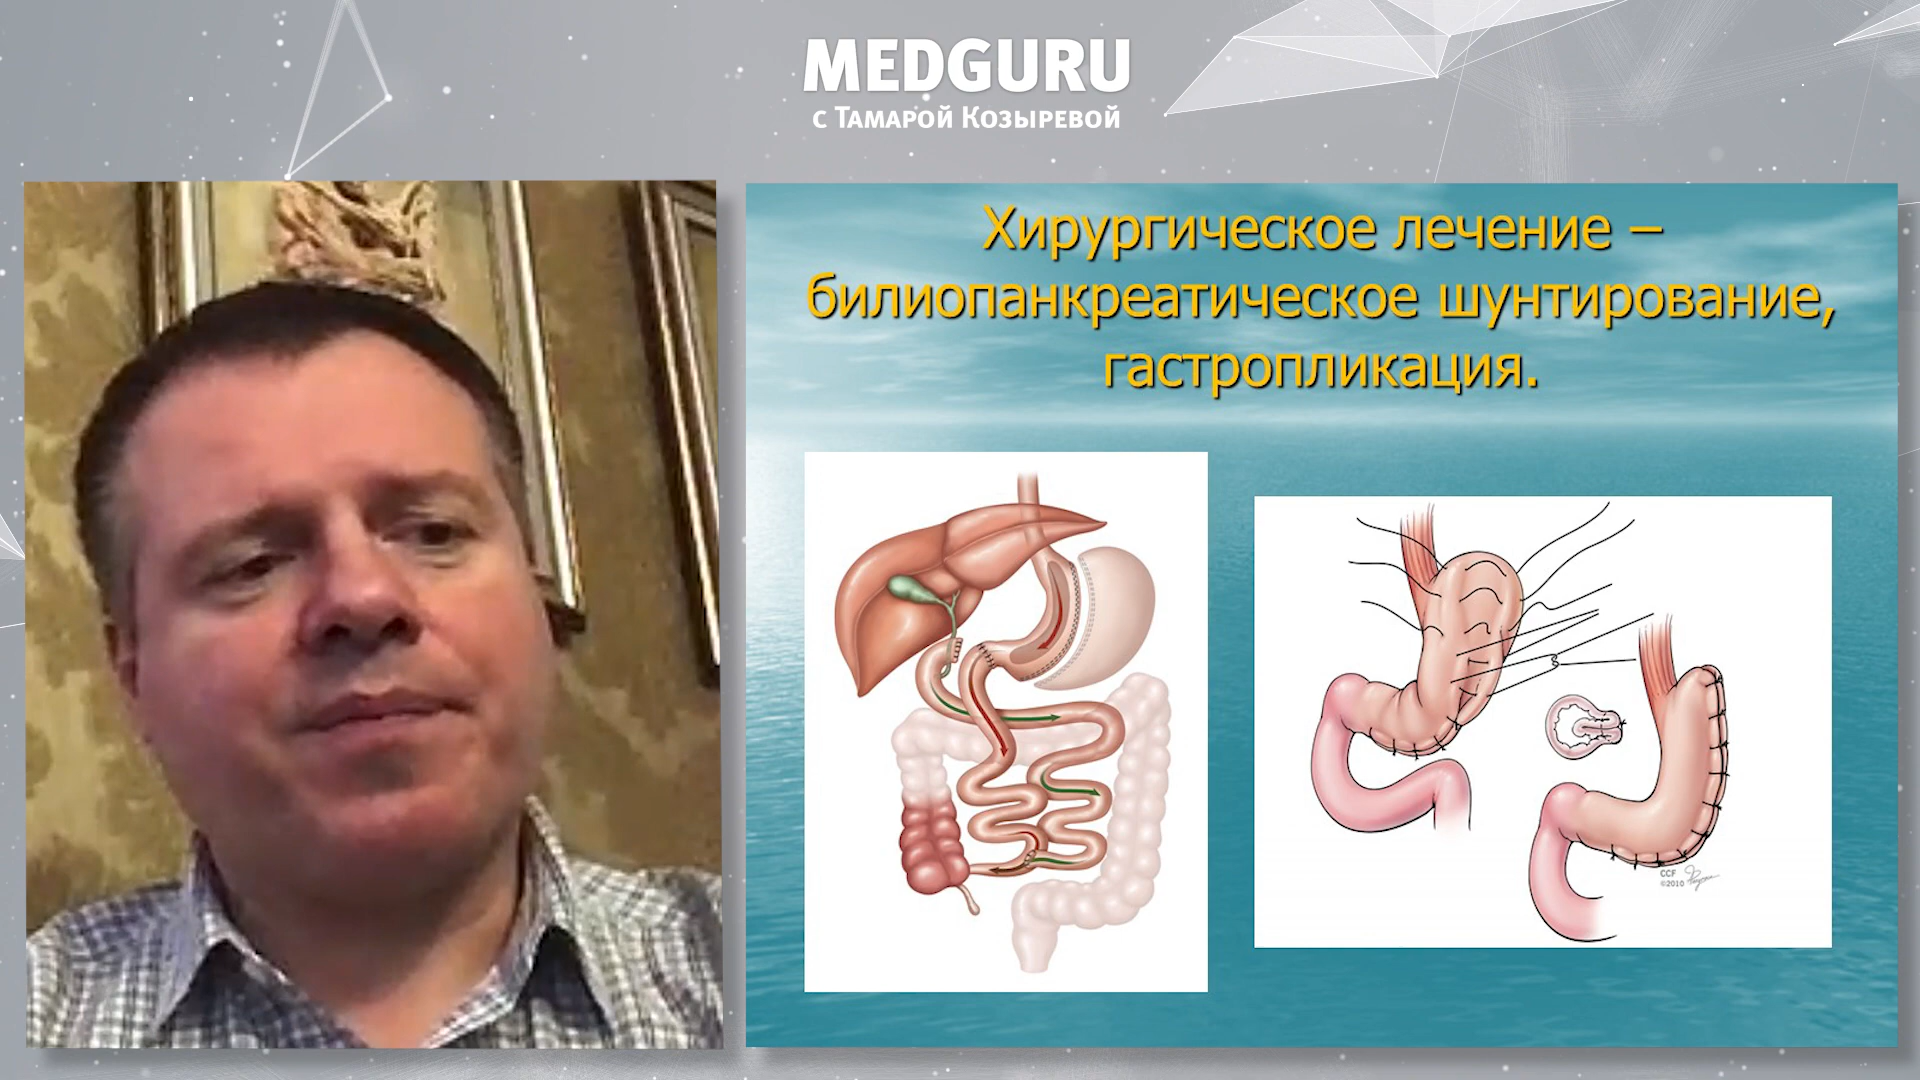 MEDGURU
с Тамарой Козыревой
Хирургическое лечение –
билиопанкреатическое шунтирование,
гастропликация.
CCF
©2010